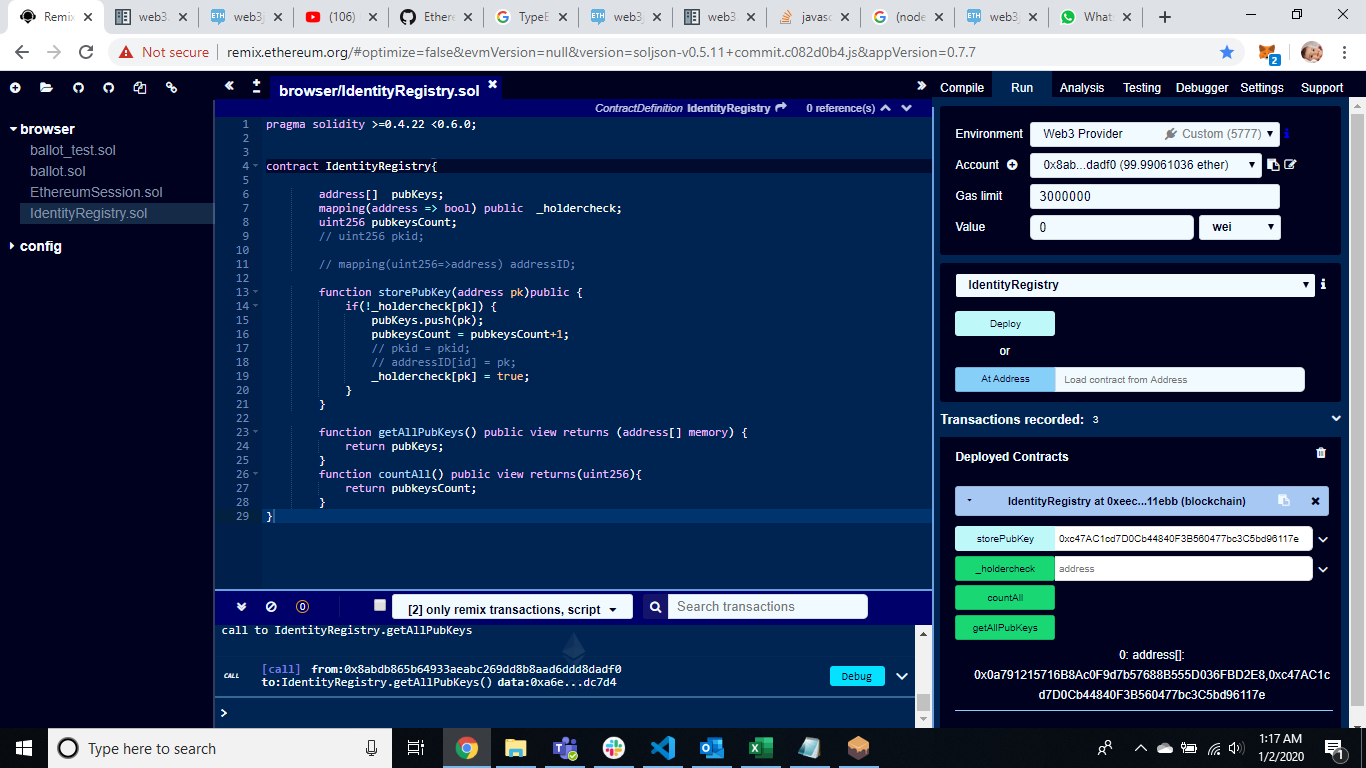 Remix
web3.
web3j
(106)
Ethere
TypeE
web3j
web3
javasc
(node
web3j
Whats
Not secure
remix.ethereum.org/#optimize=false&evmVersion=null&version=soljson-v0.5.11+commit.c082d0b4.js&appVersion=0.7.7
2
browser
ballot_test.sol
ballot.sol
EthereumSession.sol
IdentityRegistry.sol
config
browser/IdentityRegistry.sol
ContractDefinition IdentityRegistry 0 reference(s)
1 pragma solidity >=0.4.22 <0.6.0;
2
3
4 contract IdentityRegistry{
5
6 address[] pubKeys;
7 mapping(address => bool) public _holdercheck;
8 uint256 pubkeysCount;
9 // uint256 pkid;
10
11 // mapping(uint256=>address) addressID;
12
13 function storePubKey(address pk)public {
14 if(!_holdercheck[pk]) {
15 pubKeys.push(pk);
16 pubkeysCount = pubkeysCount+1;
17 // pkid = pkid;
18 // addressID[id] = pk;
19 _holdercheck[pk] = true;
20 }
21 }
22
23 function getAllPubKeys() public view returns (address[] memory) {
24 return pubKeys;
25 }
26 function countAll() public view returns(uint256){
27 return pubkeysCount;
28 }
29 }
0
[2] only remix transactions, script
Search transactions
call to IdentityRegistry.getAllPubKeys
CALL
[call] from:0x8abdb865b64933aeabc269dd8b8aad6ddd8dadf0
to:IdentityRegistry.getAllPubKeys() data:0xa6e...dc7d4
Debug
>
Compile Run Analysis Testing Debugger Settings Support
Environment Web3 Provider Custom (5777)
Account 0x8ab...dadf0 (99.99061036 ether)
Gas limit 3000000
Value 0 wei
IdentityRegistry
Deploy
or
At Address Load contract from Address
Transactions recorded: 3
Deployed Contracts
IdentityRegistry at 0xeec...11ebb (blockchain)
storePubKey 0xc47AC1cd7D0Cb44840F3B560477bc3C5bd96117e
_holdercheck address
countAll
getAllPubKeys
0: address[]:
0x0a791215716B8Ac0F9d7b57688B555D036FBD2E8,0xc47AC1c
d7D0Cb44840F3B560477bc3C5bd96117e
Type here to search
1:17 AM
1/2/2020
1